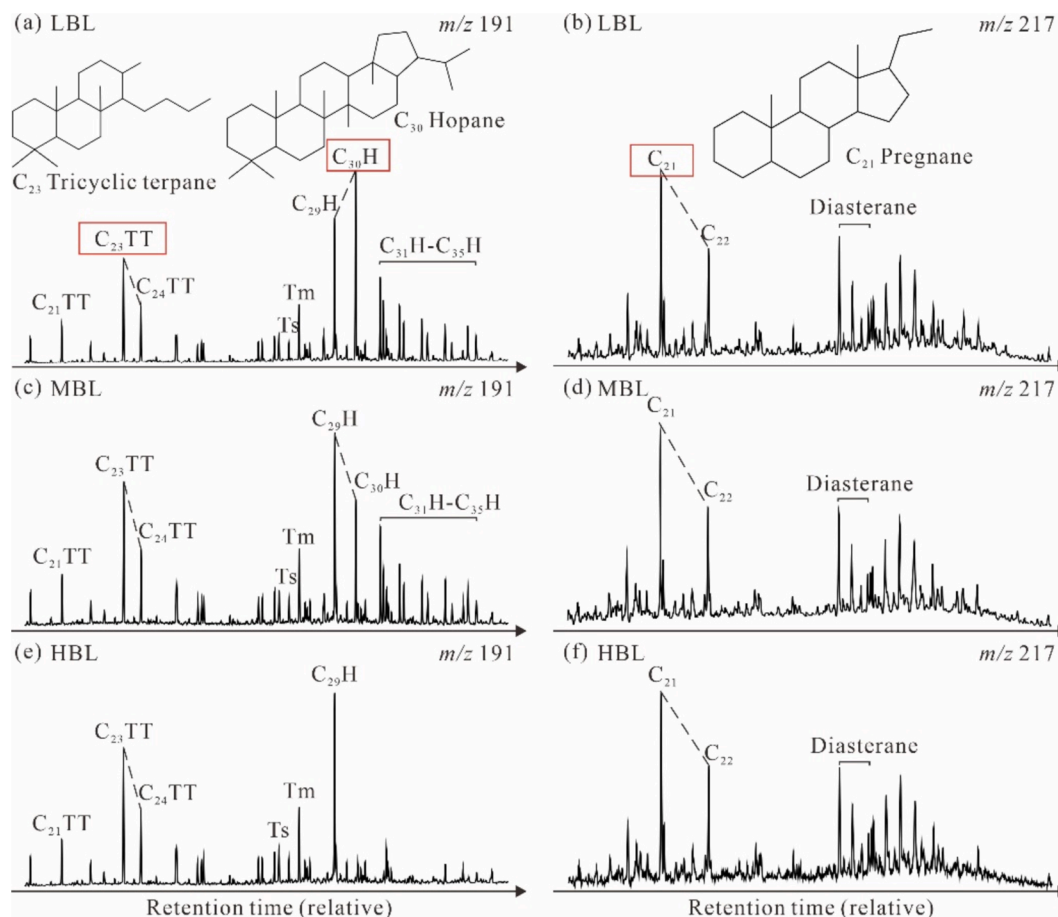 (a) LBL m/z 191
C₂₃ Tricyclic terpane
C₃₀ Hopane
C₃₀H
C₂₉H
C₂₃TT
C₃₁H-C₃₅H
C₂₄TT
C₂₁TT
Tm
Ts
(b) LBL m/z 217
C₂₁
C₂₁ Pregnane
Diasterane
C₂₂
(c) MBL m/z 191
C₂₉H
C₂₃TT
C₃₀H
C₃₁H-C₃₅H
C₂₄TT
Tm
C₂₁TT
Ts
(d) MBL m/z 217
C₂₁
Diasterane
C₂₂
(e) HBL m/z 191
C₂₉H
C₂₃TT
C₂₄TT
Tm
C₂₁TT
Ts
Retention time (relative)
(f) HBL m/z 217
C₂₁
C₂₂
Diasterane
Retention time (relative)